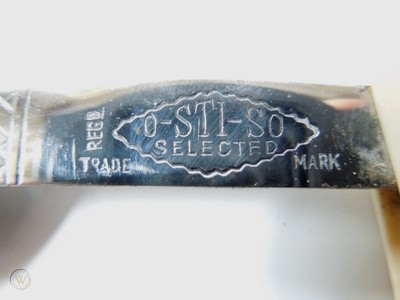 REGD
O-STI-SO
SELECTED
TRADE MARK